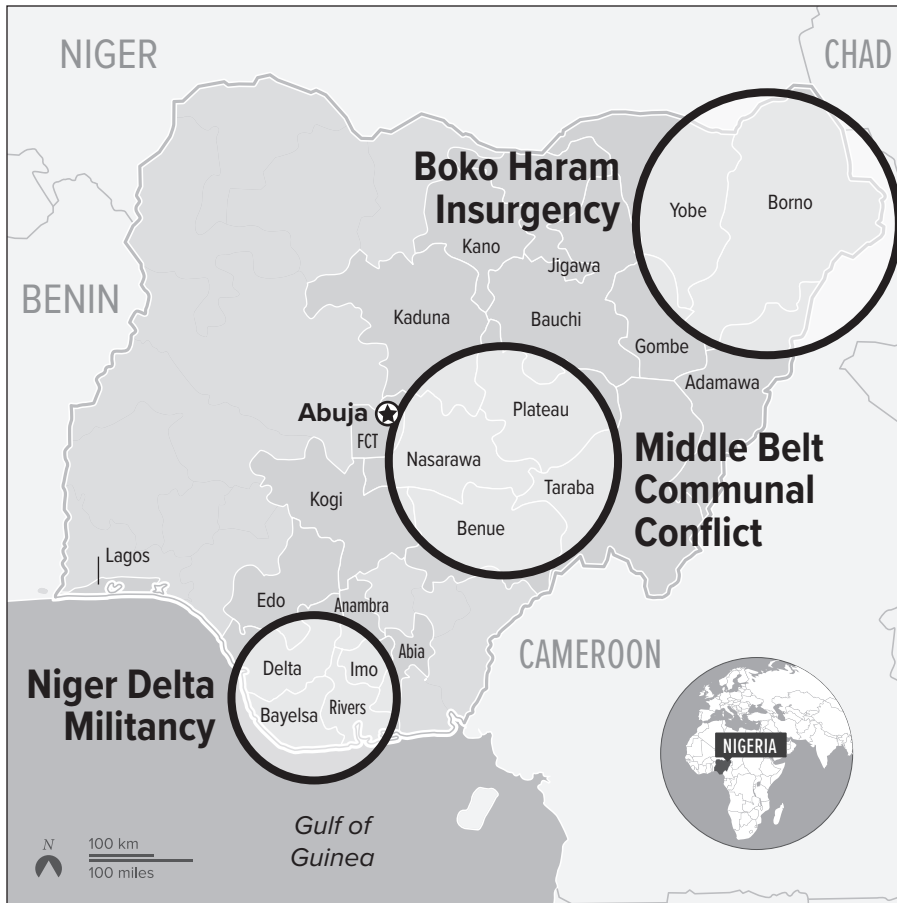 NIGER
CHAD
Boko Haram
Insurgency
Yobe
Borno
Kano
Jigawa
BENIN
Kaduna
Bauchi
Gombe
Adamawa
Abuja
FCT
Plateau
Nasarawa
Taraba
Benue
Middle Belt
Communal
Conflict
Kogi
Lagos
Edo
Anambra
Abia
CAMEROON
Niger Delta
Militancy
Delta
Imo
Bayelsa
Rivers
NIGERIA
Gulf of
Guinea
N
100 km
100 miles